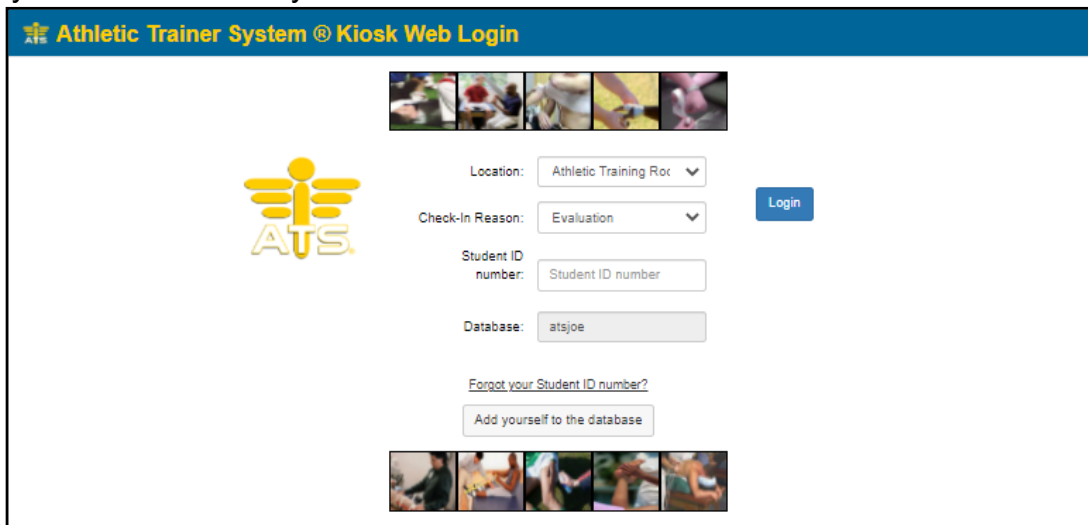 Athletic Trainer System ® Kiosk Web Login
Location:
Athletic Training Roo
Check-In Reason:
Evaluation
Login
Student ID
number:
Student ID number
Database:
atsjoe
ATS®
Forgot your Student ID number?
Add yourself to the database